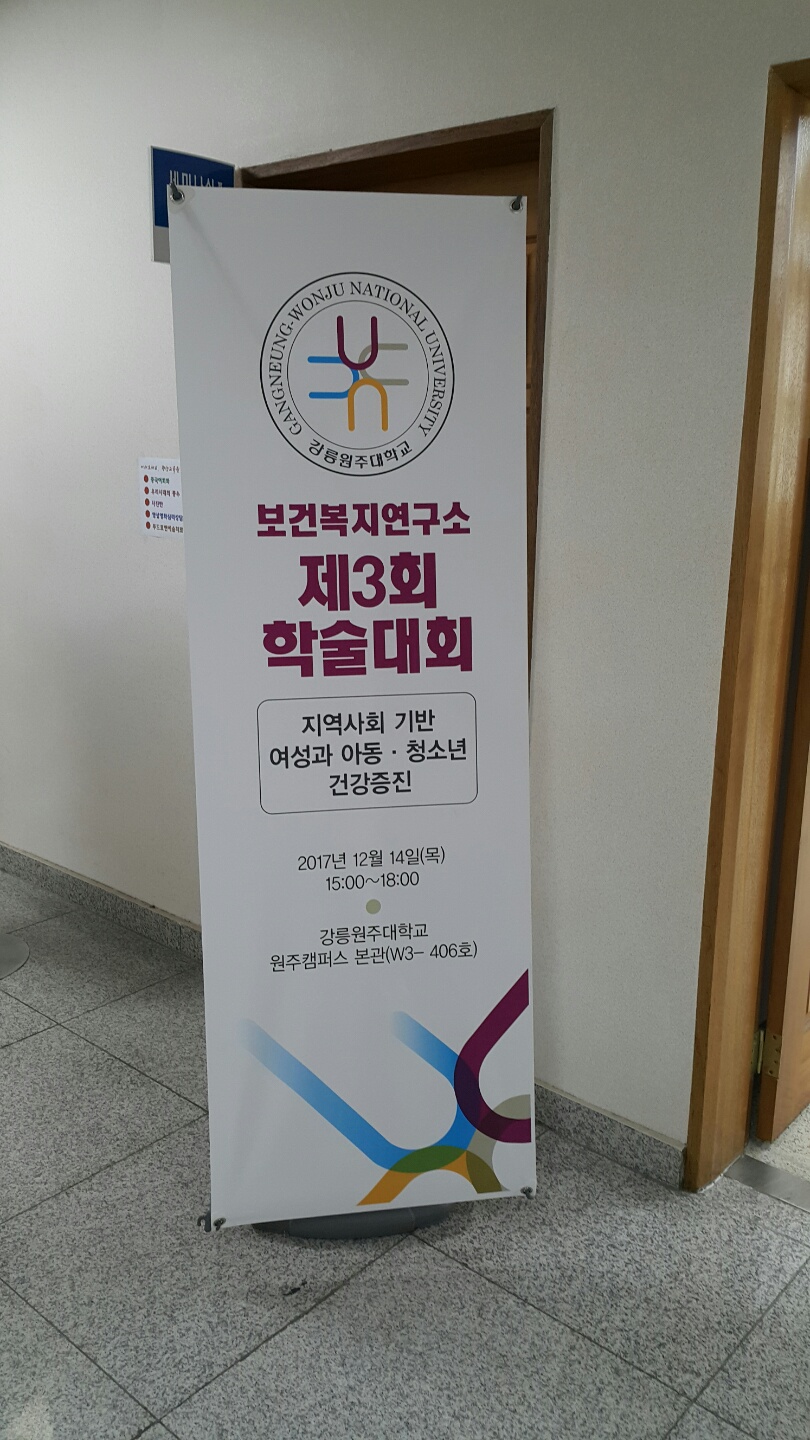 GANGNEUNG-WONJU NATIONAL UNIVERSITY
강릉원주대학교
보건복지연구소
제3회
학술대회
지역사회 기반
여성과 아동 · 청소년
건강증진
2017년 12월 14일(목)
15:00~18:00
강릉원주대학교
원주캠퍼스 본관(W3- 406호)